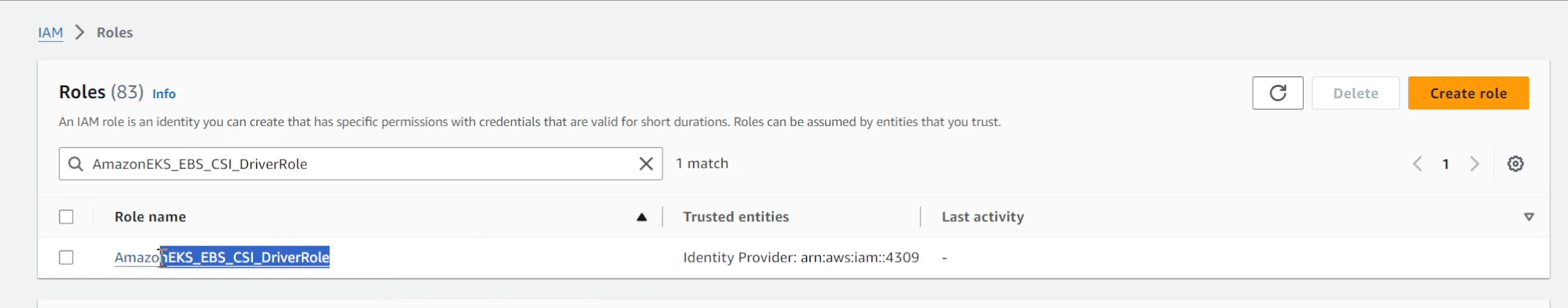 IAM > Roles
Roles (83) Info
Delete
Create role
An IAM role is an identity you can create that has specific permissions with credentials that are valid for short durations. Roles can be assumed by entities that you trust.
AmazonEKS_EBS_CSI_DriverRole
1 match
1
Role name
Trusted entities
Last activity
AmazonEKS_EBS_CSI_DriverRole
Identity Provider: arn:aws:iam::4309
-